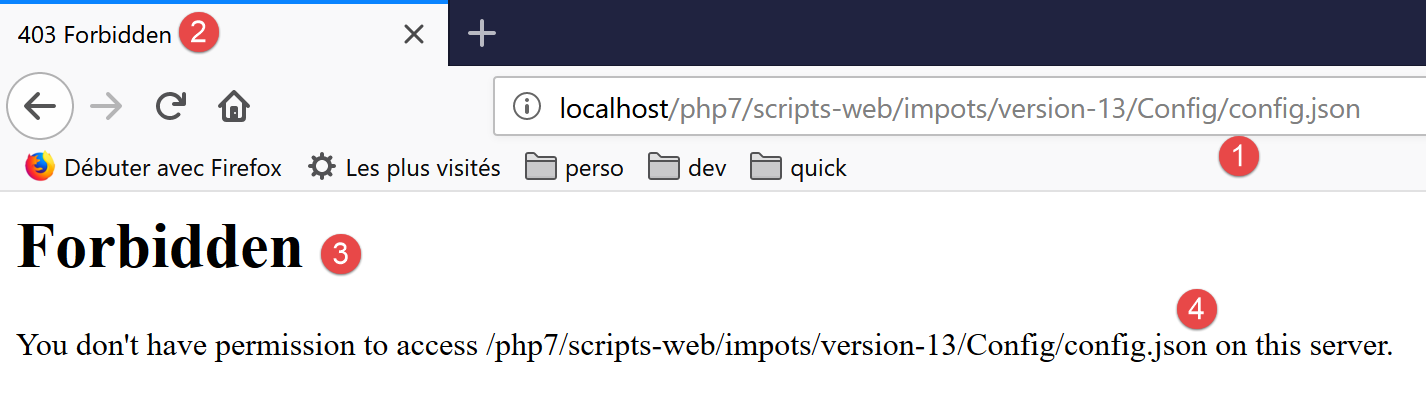 403 Forbidden 2
localhost/php7/scripts-web/impots/version-13/Config/config.json
1
Débuter avec Firefox Les plus visités perso dev quick
Forbidden 3
4
You don't have permission to access /php7/scripts-web/impots/version-13/Config/config.json on this server.